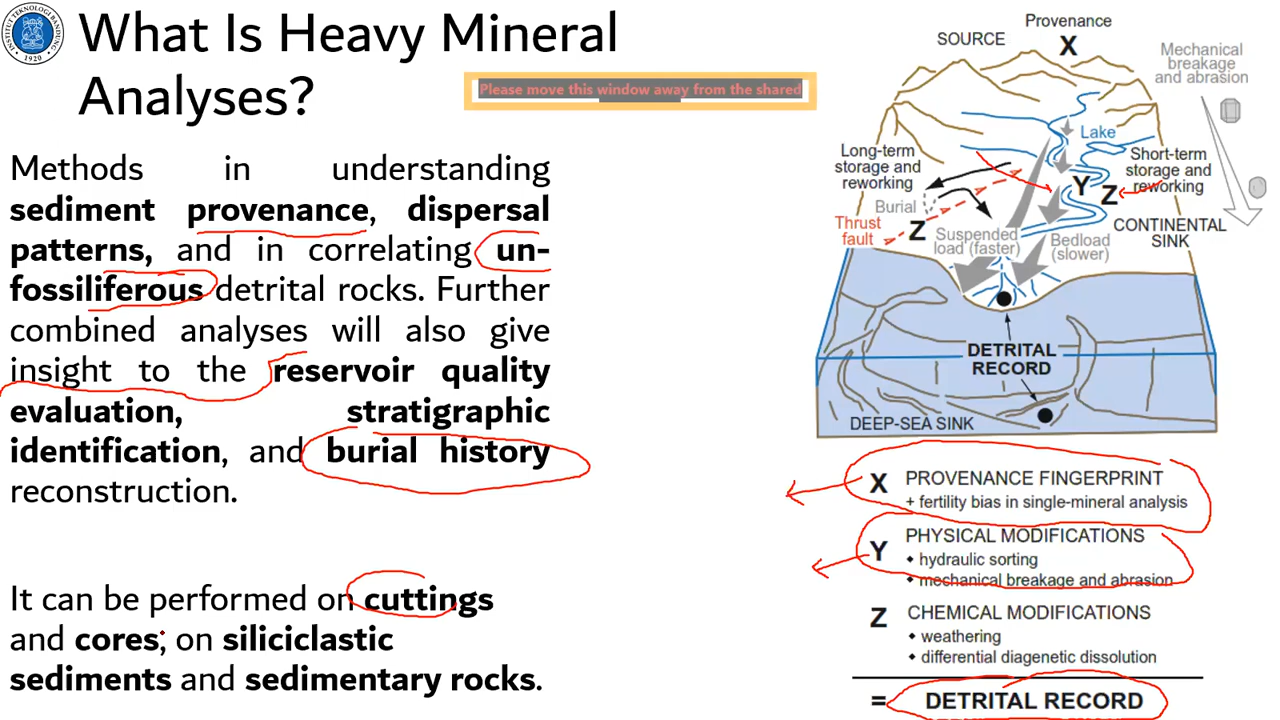 What Is Heavy Mineral
Analyses?
Please move this window away from the shared
Methods in understanding
sediment provenance, dispersal
patterns, and in correlating un-
fossiliferous detrital rocks. Further
combined analyses will also give
insight to the reservoir quality
evaluation, stratigraphic
identification, and burial history
reconstruction.
It can be performed on cuttings
and cores; on siliciclastic
sediments and sedimentary rocks.
INSTITUT TEKNOLOGI BANDUNG
1920
Provenance
SOURCE
X
Mechanical
breakage
and abrasion
Lake
Long-term
storage and
reworking
Short-term
storage and
reworking
Y
Z
Burial
Thrust
fault
Z
Suspended
load (faster)
Bedload
(slower)
CONTINENTAL
SINK
DETRITAL
RECORD
DEEP-SEA SINK
X PROVENANCE FINGERPRINT
+ fertility bias in single-mineral analysis
Y PHYSICAL MODIFICATIONS
◆ hydraulic sorting
◆ mechanical breakage and abrasion
Z CHEMICAL MODIFICATIONS
◆ weathering
◆ differential diagenetic dissolution
= DETRITAL RECORD